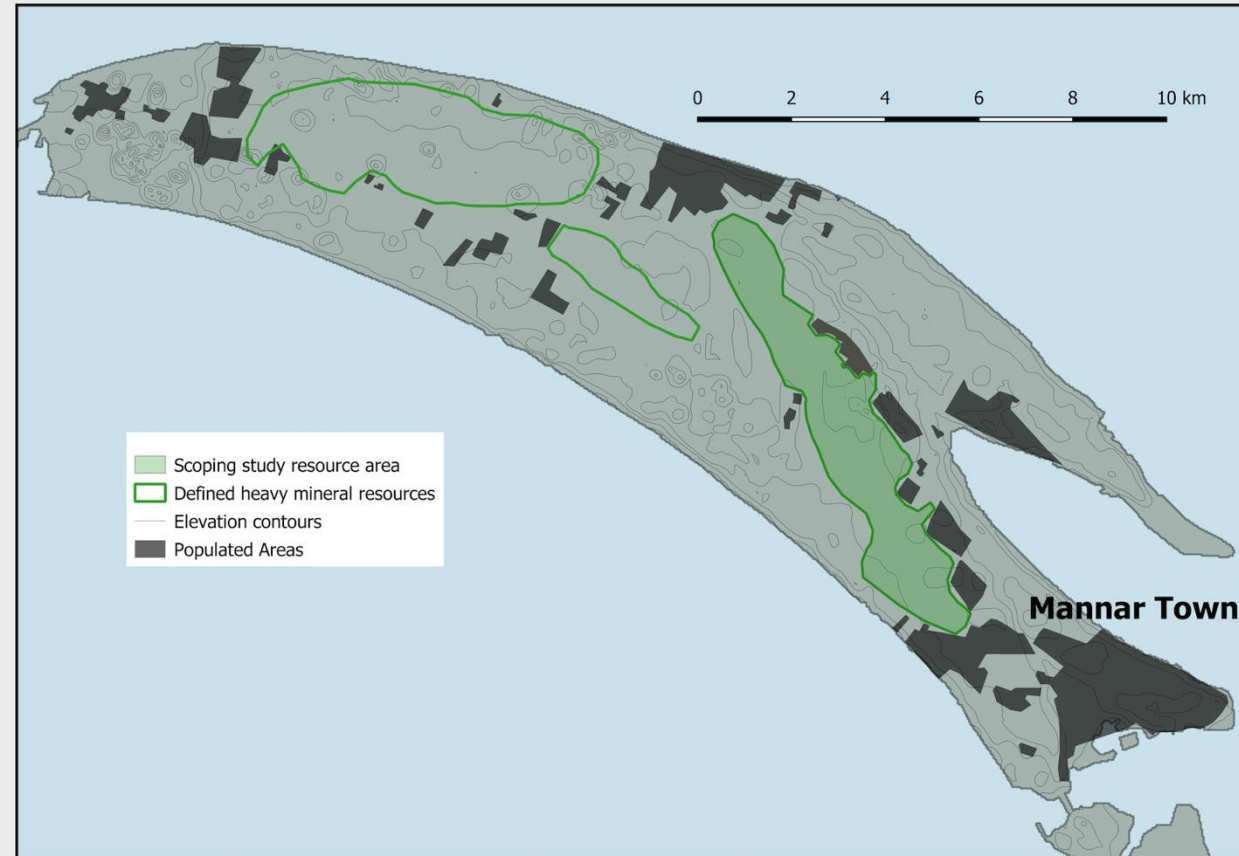 0 2 4 6 8 10 km
Scoping study resource area
Defined heavy mineral resources
Elevation contours
Populated Areas
Mannar Town